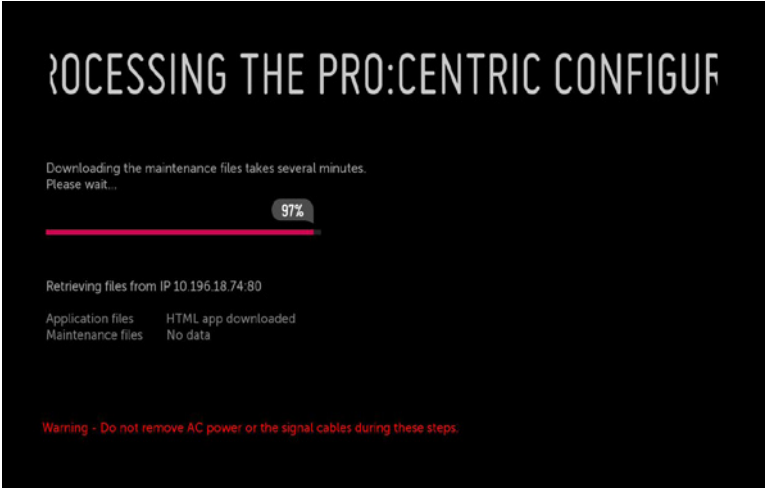 ROCESSING THE PRO:CENTRIC CONFIGUR
Downloading the maintenance files takes several minutes.
Please wait...
97%
Retrieving files from IP 10.196.18.74:80
Application files HTML app downloaded
Maintenance files No data
Warning - Do not remove AC power or the signal cables during these steps.